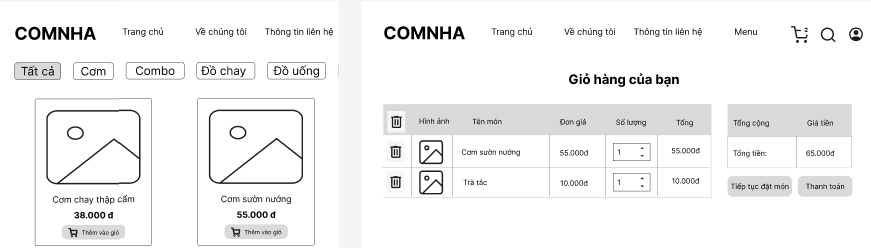 COMNHA Trang chủ Về chúng tôi Thông tin liên hệ
Tất cả Cơm Combo Đồ chay Đồ uống
Cơm chay thập cẩm
38.000 đ
Thêm vào giỏ
Cơm sườn nướng
55.000 đ
Thêm vào giỏ
COMNHA Trang chủ Về chúng tôi Thông tin liên hệ Menu 2
Giỏ hàng của bạn
Hình ảnh Tên món Đơn giá Số lượng Tổng
Cơm sườn nướng 55.000đ 1 55.000đ
Trà tắc 10.000đ 1 10.000đ
Tổng cộng Giá tiền
Tổng tiền: 65.000đ
Tiếp tục đặt món Thanh toán